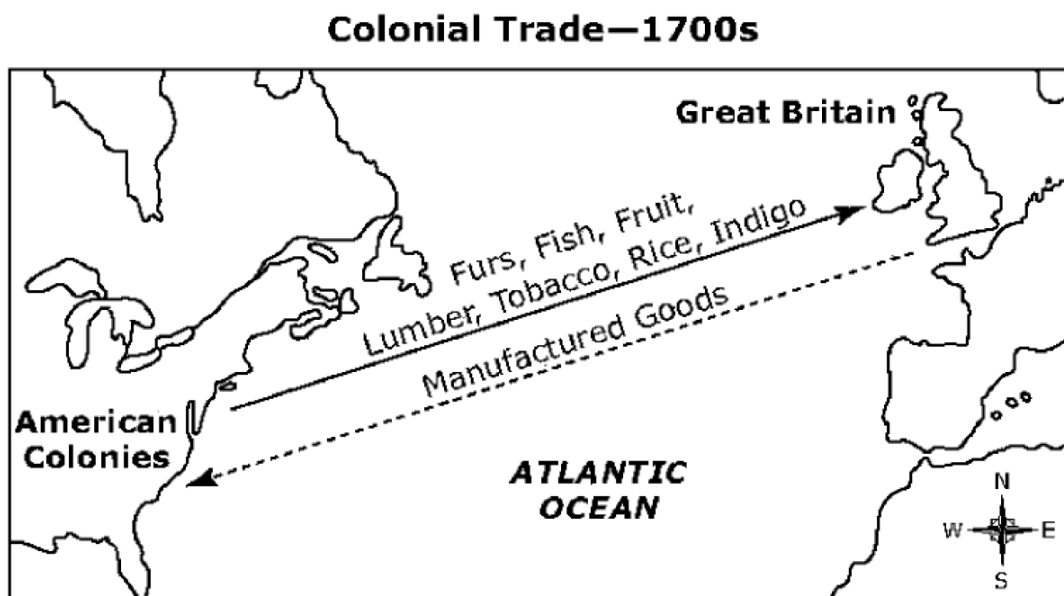 Colonial Trade—1700s
Great Britain
Furs, Fish, Fruit,
Lumber, Tobacco, Rice, Indigo
Manufactured Goods
American
Colonies
ATLANTIC
OCEAN
N
W
E
S